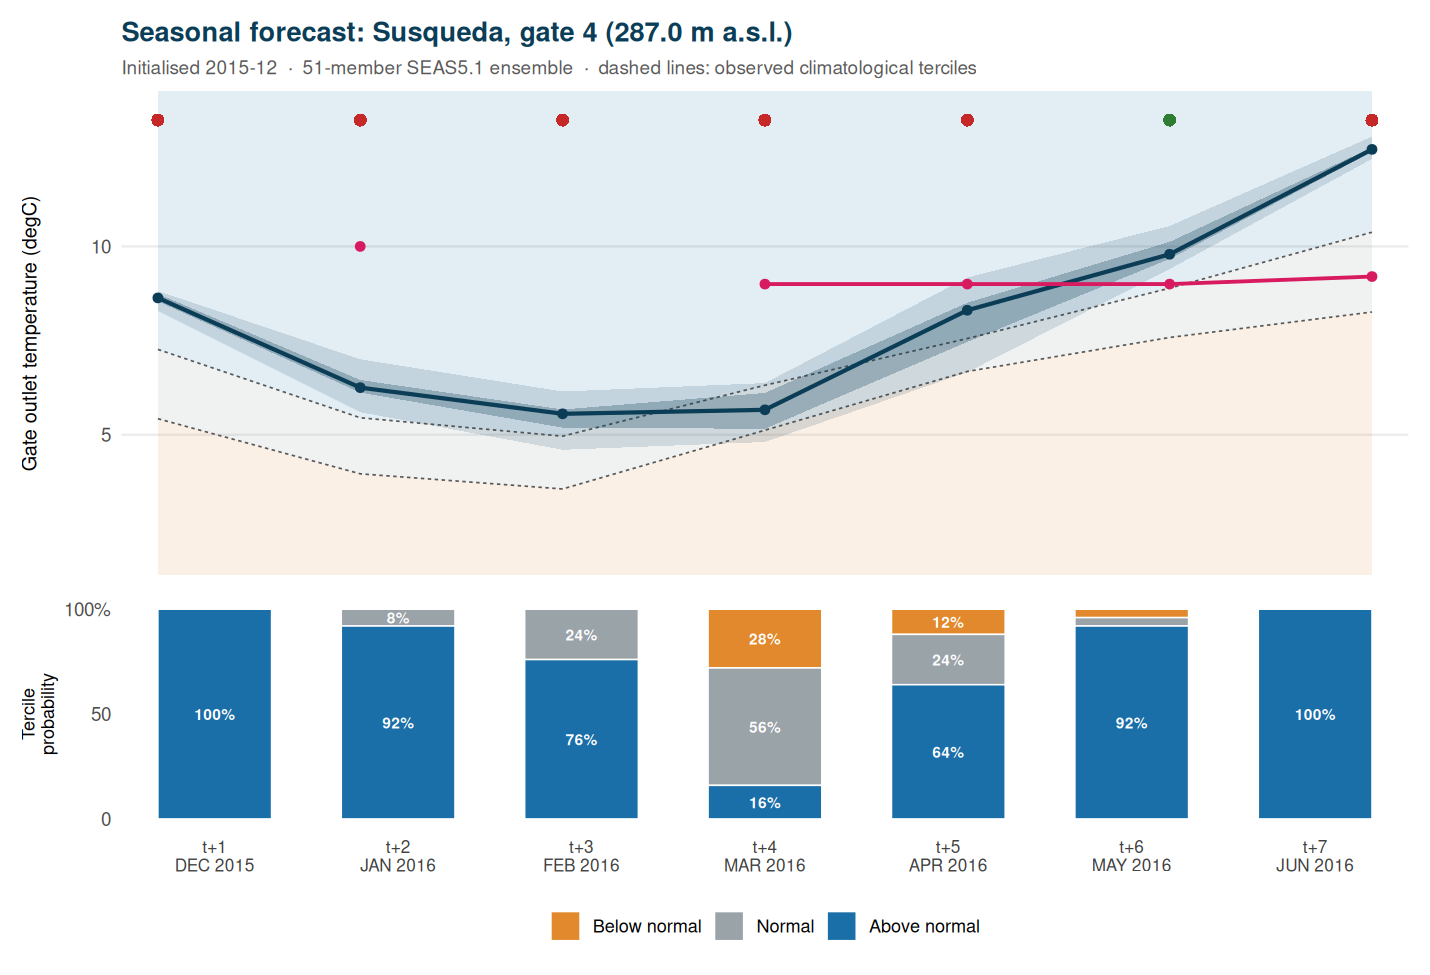 Seasonal forecast: Susqueda, gate 4 (287.0 m a.s.l.)
Initialised 2015-12 · 51-member SEAS5.1 ensemble · dashed lines: observed climatological terciles
Gate outlet temperature (degC)
10
5
Tercile
probability
100%
50
0
100%
8%
92%
24%
76%
28%
56%
16%
12%
24%
64%
92%
100%
t+1
DEC 2015
t+2
JAN 2016
t+3
FEB 2016
t+4
MAR 2016
t+5
APR 2016
t+6
MAY 2016
t+7
JUN 2016
Below normal
Normal
Above normal